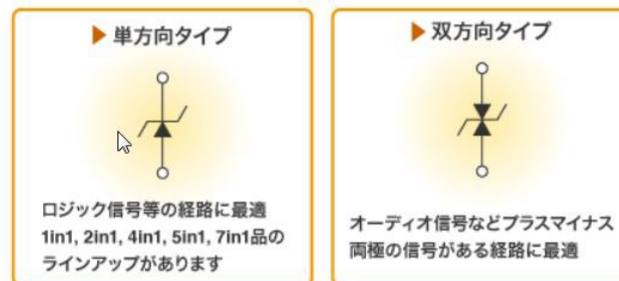 単方向タイプ
ロジック信号等の経路に最適
1in1, 2in1, 4in1, 5in1, 7in1品の
ラインアップがあります
双方向タイプ
オーディオ信号などプラスマイナス
両極の信号がある経路に最適